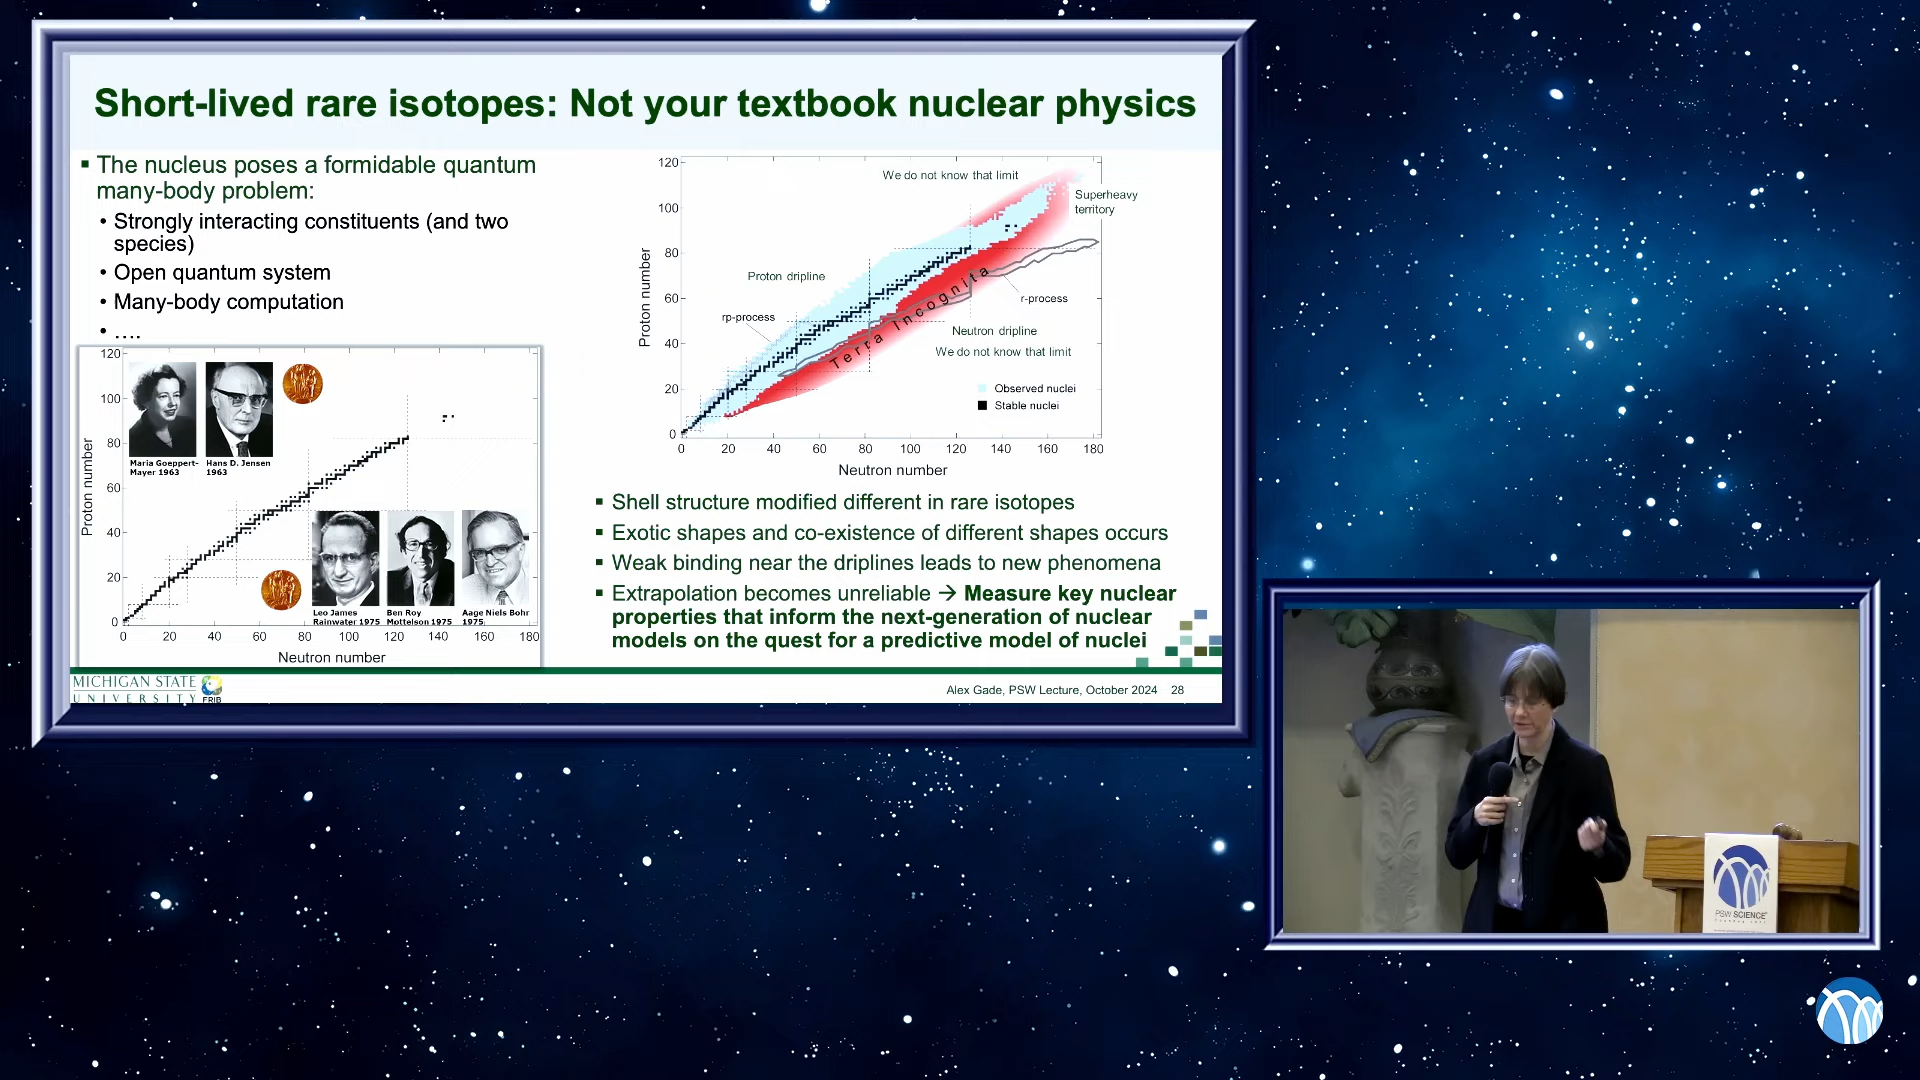 Short-lived rare isotopes: Not your textbook nuclear physics
▪ The nucleus poses a formidable quantum
many-body problem:
• Strongly interacting constituents (and two
species)
• Open quantum system
• Many-body computation
• ....
120
100
80
60
40
20
0
Proton number
0 20 40 60 80 100 120 140 160 180
Neutron number
Maria Goeppert-
Mayer 1963
Hans D. Jensen
1963
Leo James
Rainwater 1975
Ben Roy
Mottelson 1975
Aage Niels Bohr
1975
120
100
80
60
40
20
0
Proton number
0 20 40 60 80 100 120 140 160 180
Neutron number
We do not know that limit
Superheavy
territory
Proton dripline
rp-process
Terra Incognita
r-process
Neutron dripline
We do not know that limit
Observed nuclei
Stable nuclei
▪ Shell structure modified different in rare isotopes
▪ Exotic shapes and co-existence of different shapes occurs
▪ Weak binding near the driplines leads to new phenomena
▪ Extrapolation becomes unreliable → Measure key nuclear
properties that inform the next-generation of nuclear
models on the quest for a predictive model of nuclei
MICHIGAN STATE
UNIVERSITY
FRIB
Alex Gade, PSW Lecture, October 2024 28
PSW SCIENCE